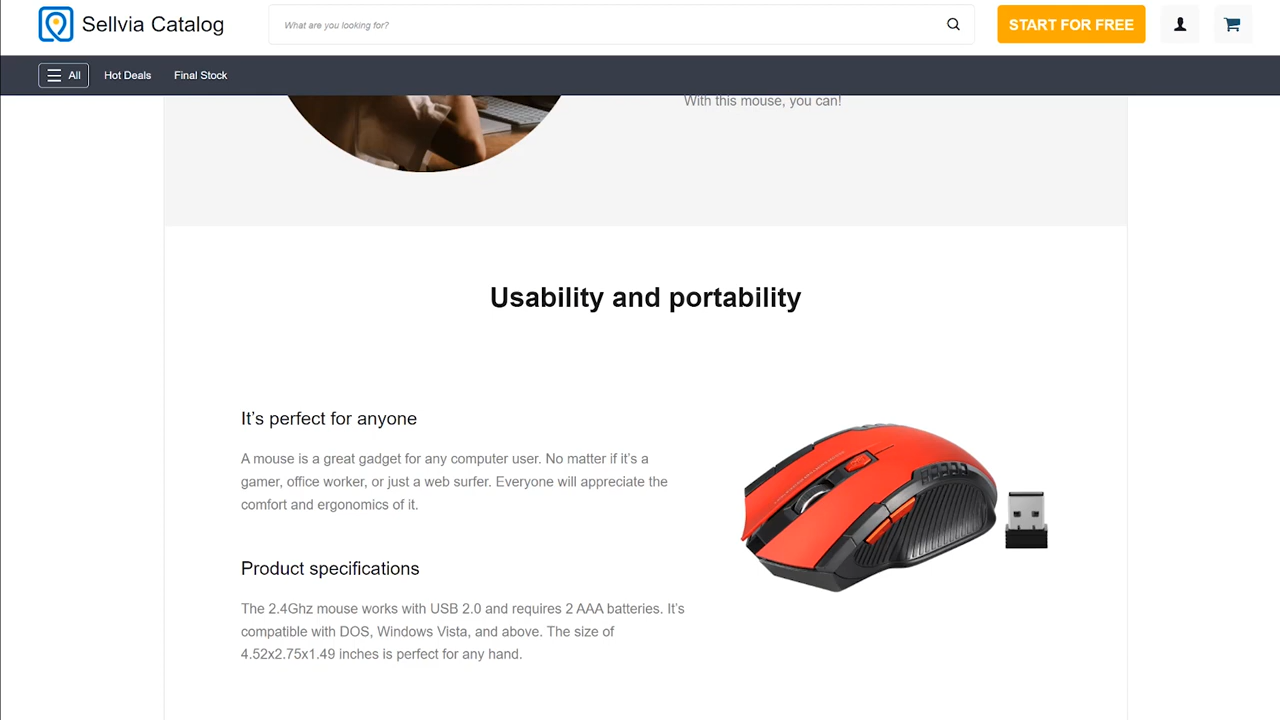 Sellvia Catalog
What are you looking for?
START FOR FREE
All
Hot Deals
Final Stock
With this mouse, you can!
Usability and portability
It’s perfect for anyone
A mouse is a great gadget for any computer user. No matter if it’s a
gamer, office worker, or just a web surfer. Everyone will appreciate the
comfort and ergonomics of it.
Product specifications
The 2.4Ghz mouse works with USB 2.0 and requires 2 AAA batteries. It’s
compatible with DOS, Windows Vista, and above. The size of
4.52x2.75x1.49 inches is perfect for any hand.